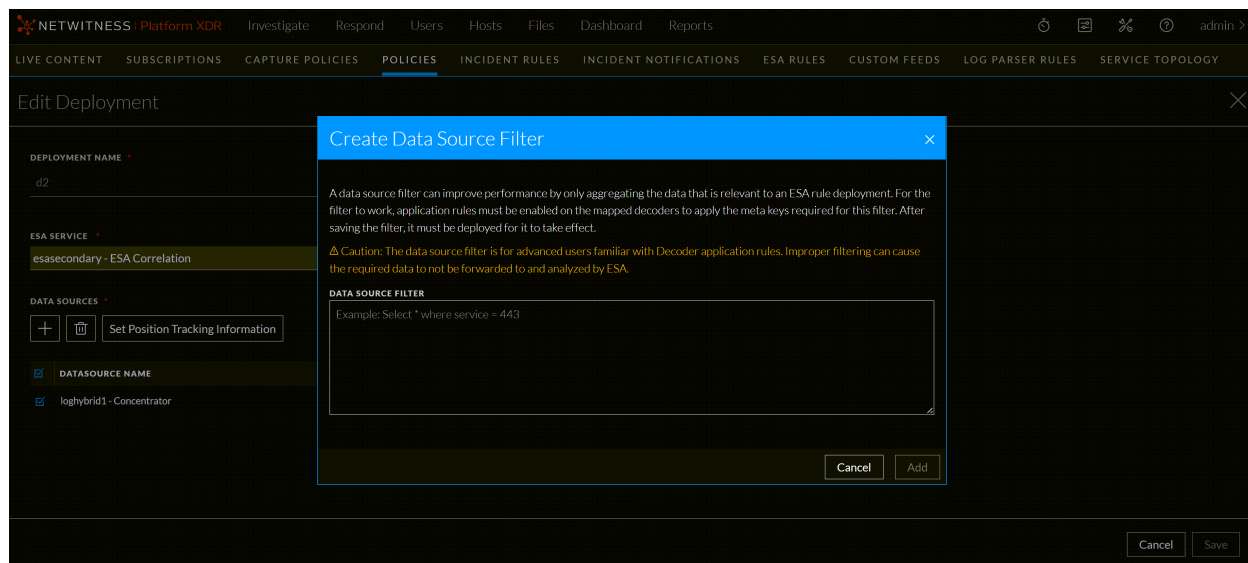 NETWITNESS Platform XDR Investigate Respond Users Hosts Files Dashboard Reports admin >
LIVE CONTENT SUBSCRIPTIONS CAPTURE POLICIES POLICIES INCIDENT RULES INCIDENT NOTIFICATIONS ESA RULES CUSTOM FEEDS LOG PARSER RULES SERVICE TOPOLOGY
Edit Deployment
DEPLOYMENT NAME *
d2
ESA SERVICE *
esasecondary - ESA Correlation
DATA SOURCES *
Set Position Tracking Information
DATASOURCE NAME
loghybrid1 - Concentrator
Create Data Source Filter
A data source filter can improve performance by only aggregating the data that is relevant to an ESA rule deployment. For the
filter to work, application rules must be enabled on the mapped decoders to apply the meta keys required for this filter. After
saving the filter, it must be deployed for it to take effect.
⚠ Caution: The data source filter is for advanced users familiar with Decoder application rules. Improper filtering can cause
the required data to not be forwarded to and analyzed by ESA.
DATA SOURCE FILTER
Example: Select * where service = 443
Cancel Add
Cancel Save